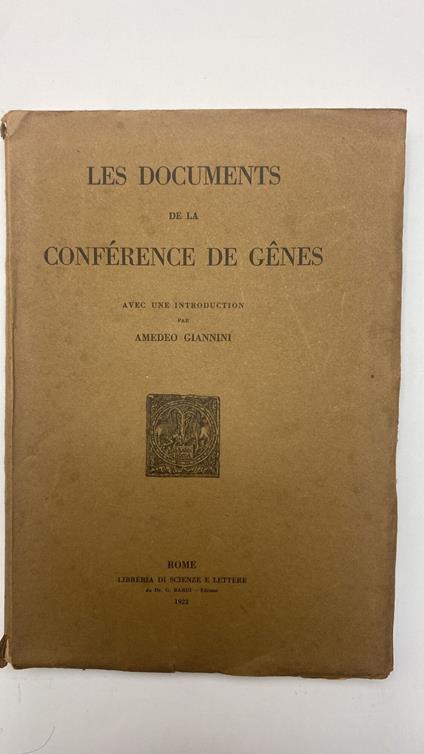 LES DOCUMENTS
DE LA
CONFÉRENCE DE GÊNES
AVEC UNE INTRODUCTION
PAR
AMEDEO GIANNINI
ROME
LIBRERIA DI SCIENZE E LETTERE
du Dr. G. BARDI - Editeur
1922